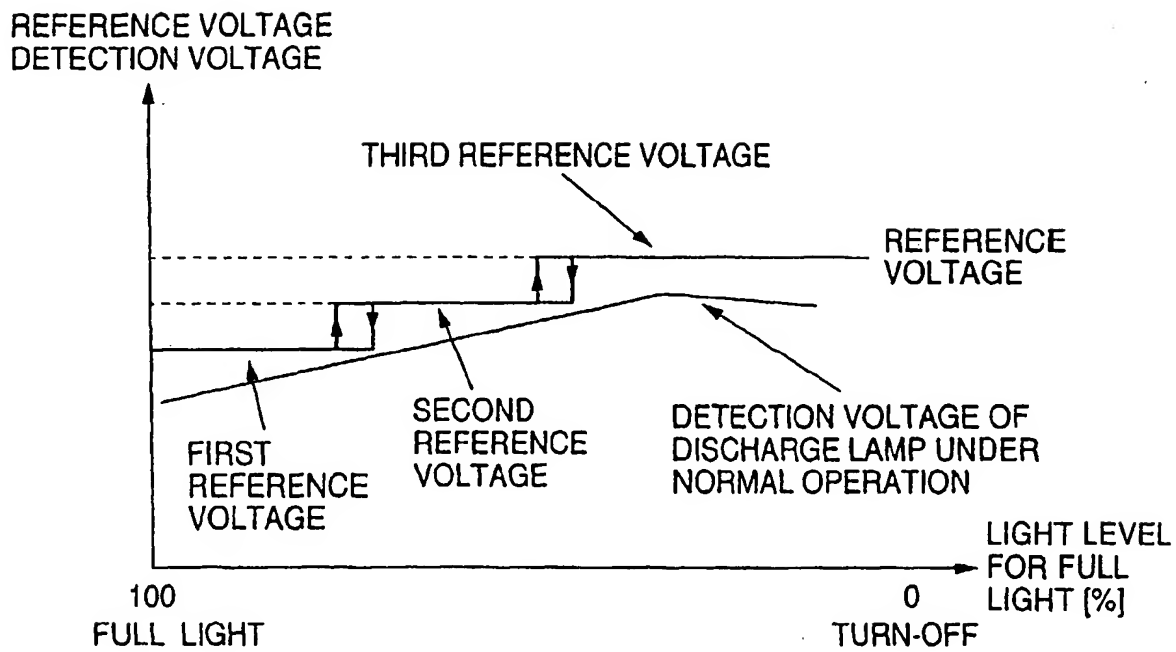 REFERENCE VOLTAGE
DETECTION VOLTAGE
THIRD REFERENCE VOLTAGE
REFERENCE
VOLTAGE
FIRST
REFERENCE
VOLTAGE
SECOND
REFERENCE
VOLTAGE
DETECTION VOLTAGE OF
DISCHARGE LAMP UNDER
NORMAL OPERATION
LIGHT LEVEL
FOR FULL
LIGHT [%]
100
FULL LIGHT
0
TURN-OFF